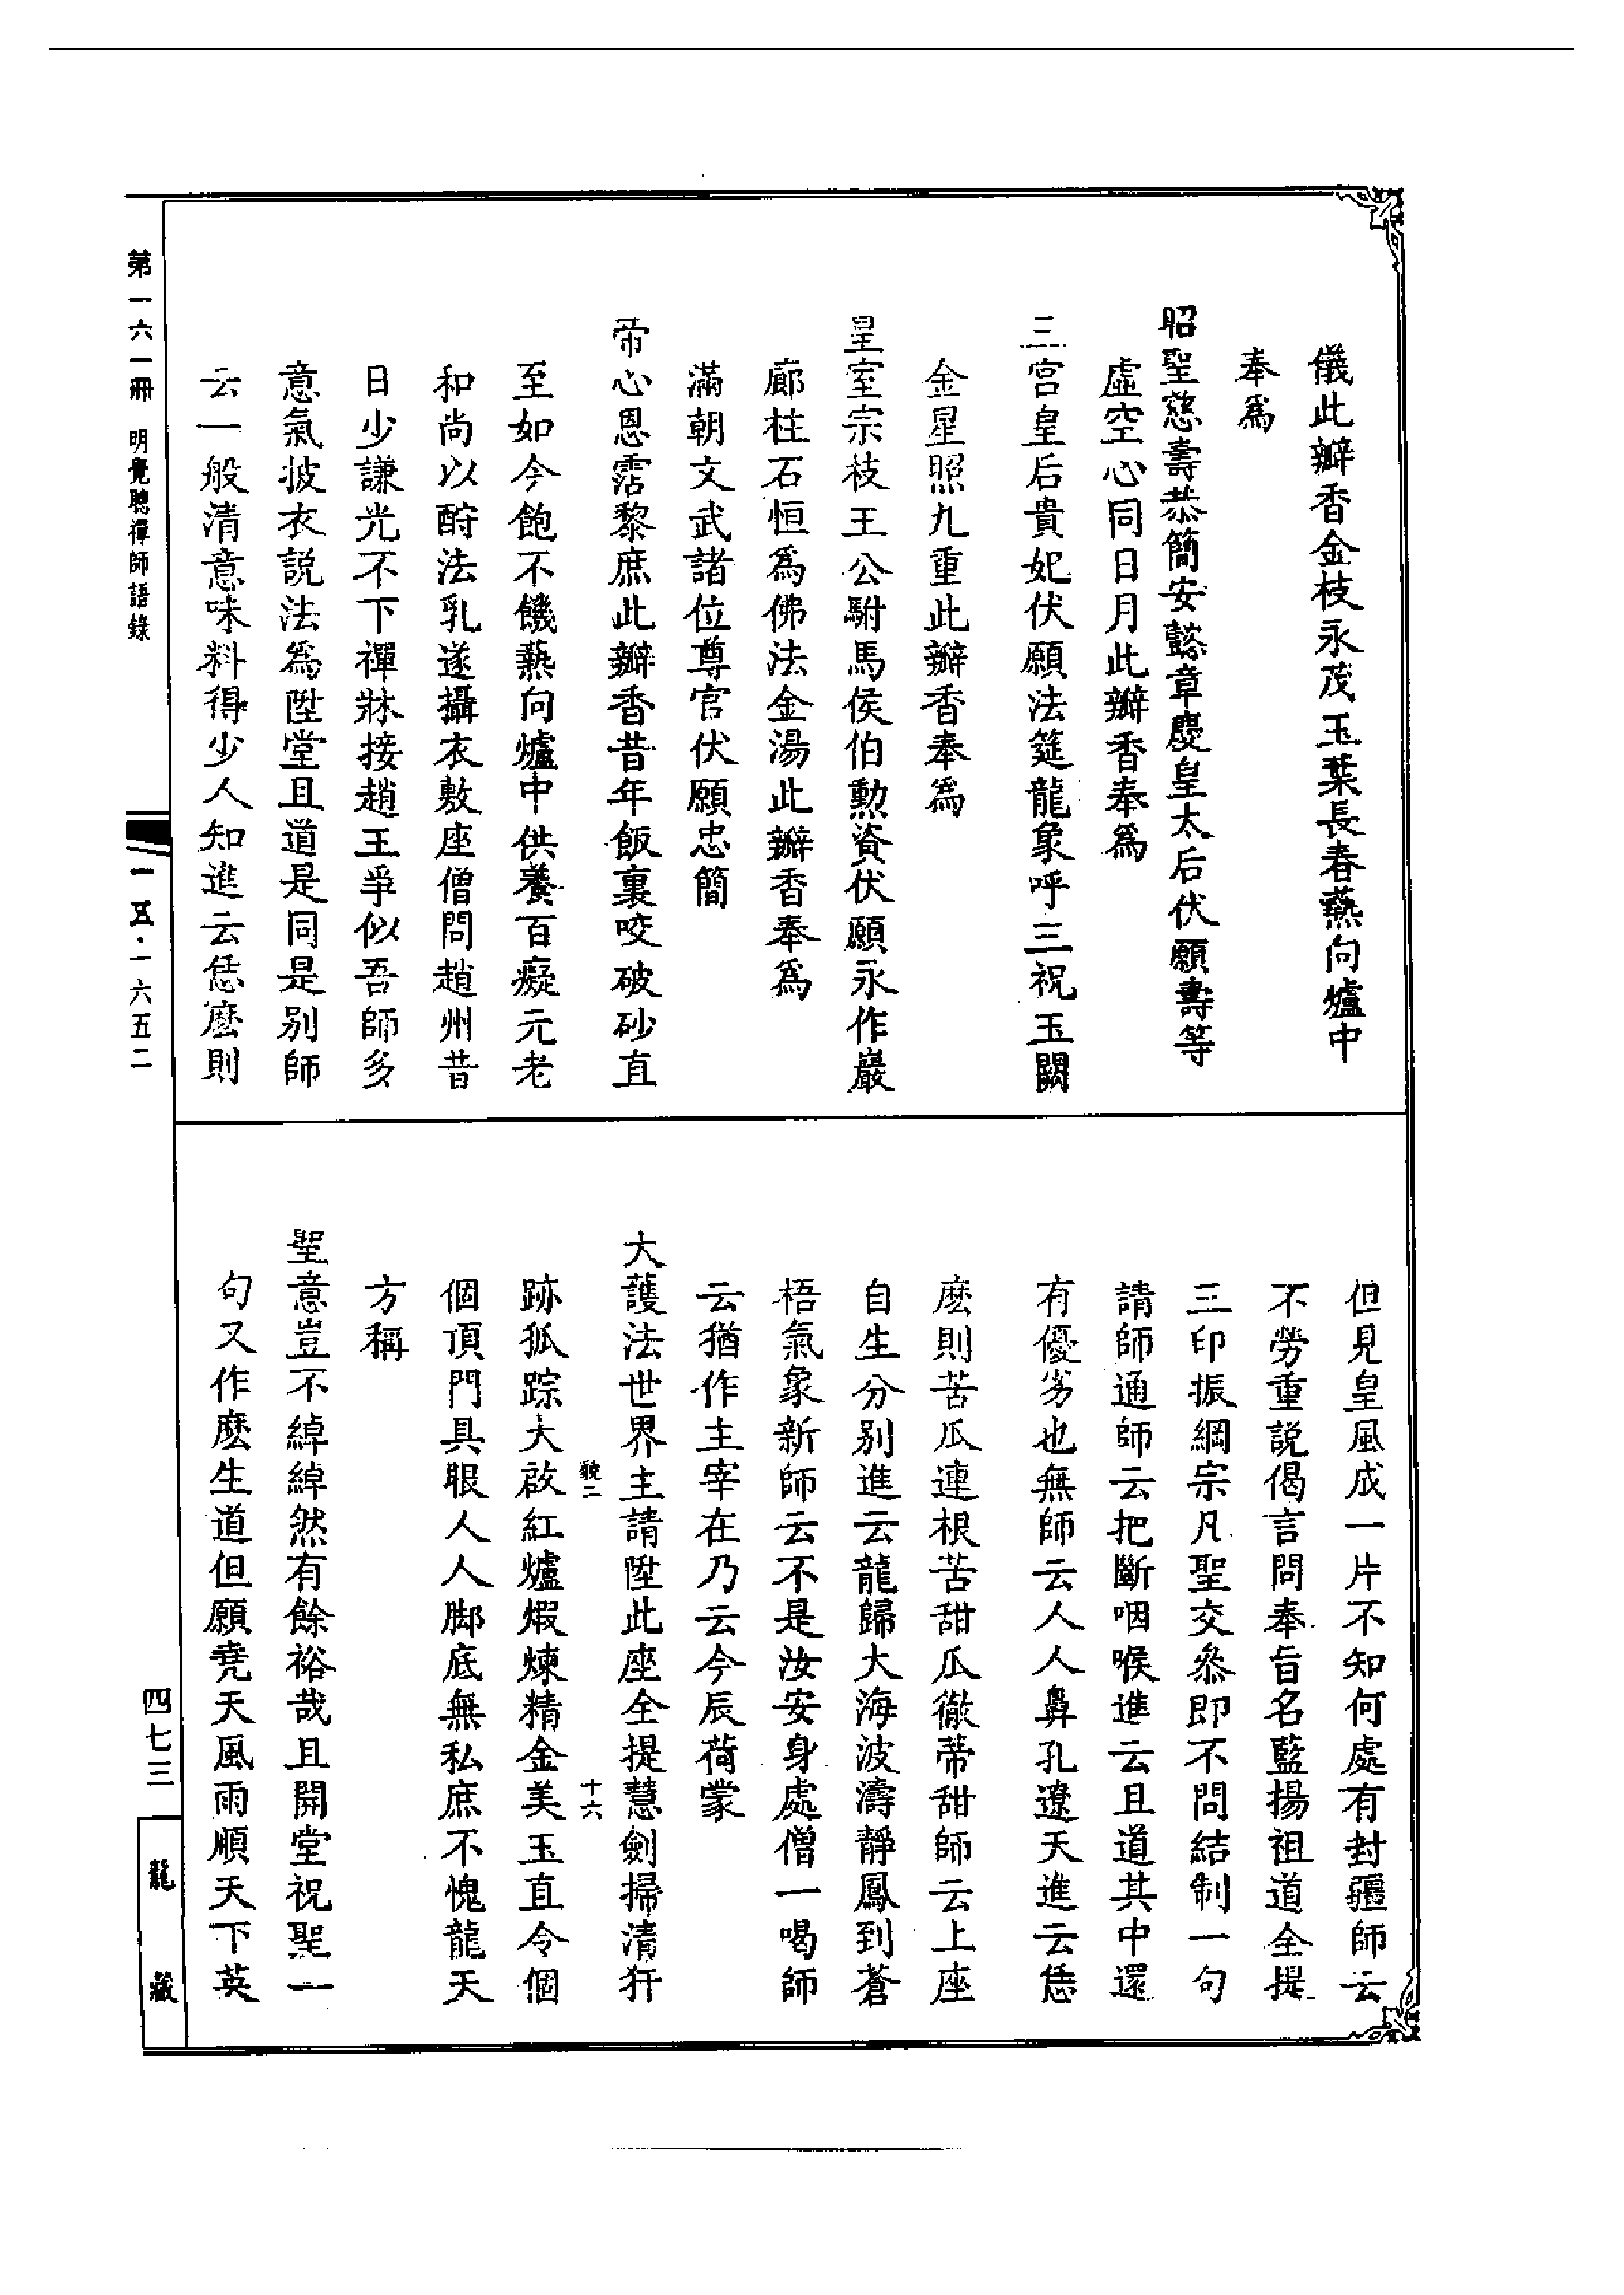 儀此瓣香金枝永茂玉葉長春爇向爐中
奉爲
昭聖慈壽恭簡安懿章慶皇太后伏願壽等
虛空心同日月此瓣香奉爲
三宮皇后貴妃伏願法筵龍象呼三祝玉闕
金星照九重此瓣香奉爲
皇室宗枝王公駙馬侯伯勳資伏願永作巖
廊柱石恒爲佛法金湯此瓣香奉爲
滿朝文武諸位尊官伏願忠簡
帝心恩霑黎庶此瓣香昔年飯裏咬破砂直
至如今飽不饑爇向爐中供養百癡元老
和尚以酧法乳遂攝衣敷座僧問趙州昔
日少謙光不下禪牀接趙王爭似吾師多
意氣披衣説法爲陞堂且道是同是别師
云一般清意味料得少人知進云恁麽則
但見皇風成一片不知何處有封疆師云
不勞重説偈言問奉旨名藍揚祖道全提
三印振綱宗凡聖交叅即不問結制一句
請師通師云把斷咽喉進云且道其中還
有優劣也無師云人人鼻孔遼天進云恁
麽則苦瓜連根苦甜瓜徹蒂甜師云上座
自生分别進云龍歸大海波濤靜鳳到蒼
梧氣象新師云不是汝安身處僧一喝師
云猶作主宰在乃云今辰荷蒙
大護法世界主請陞此座全提慧劍掃清犴
跡狐踪大啟紅爐煅煉精金美玉直令個
個頂門具眼人人脚底無私庶不愧龍天
方稱
聖意豈不綽綽然有餘裕哉且開堂祝聖一
句又作麽生道但願堯天風雨順天下英
第一六一冊 明覺聰禪師語錄
一五·一六五二
四七三
龍藏
十六